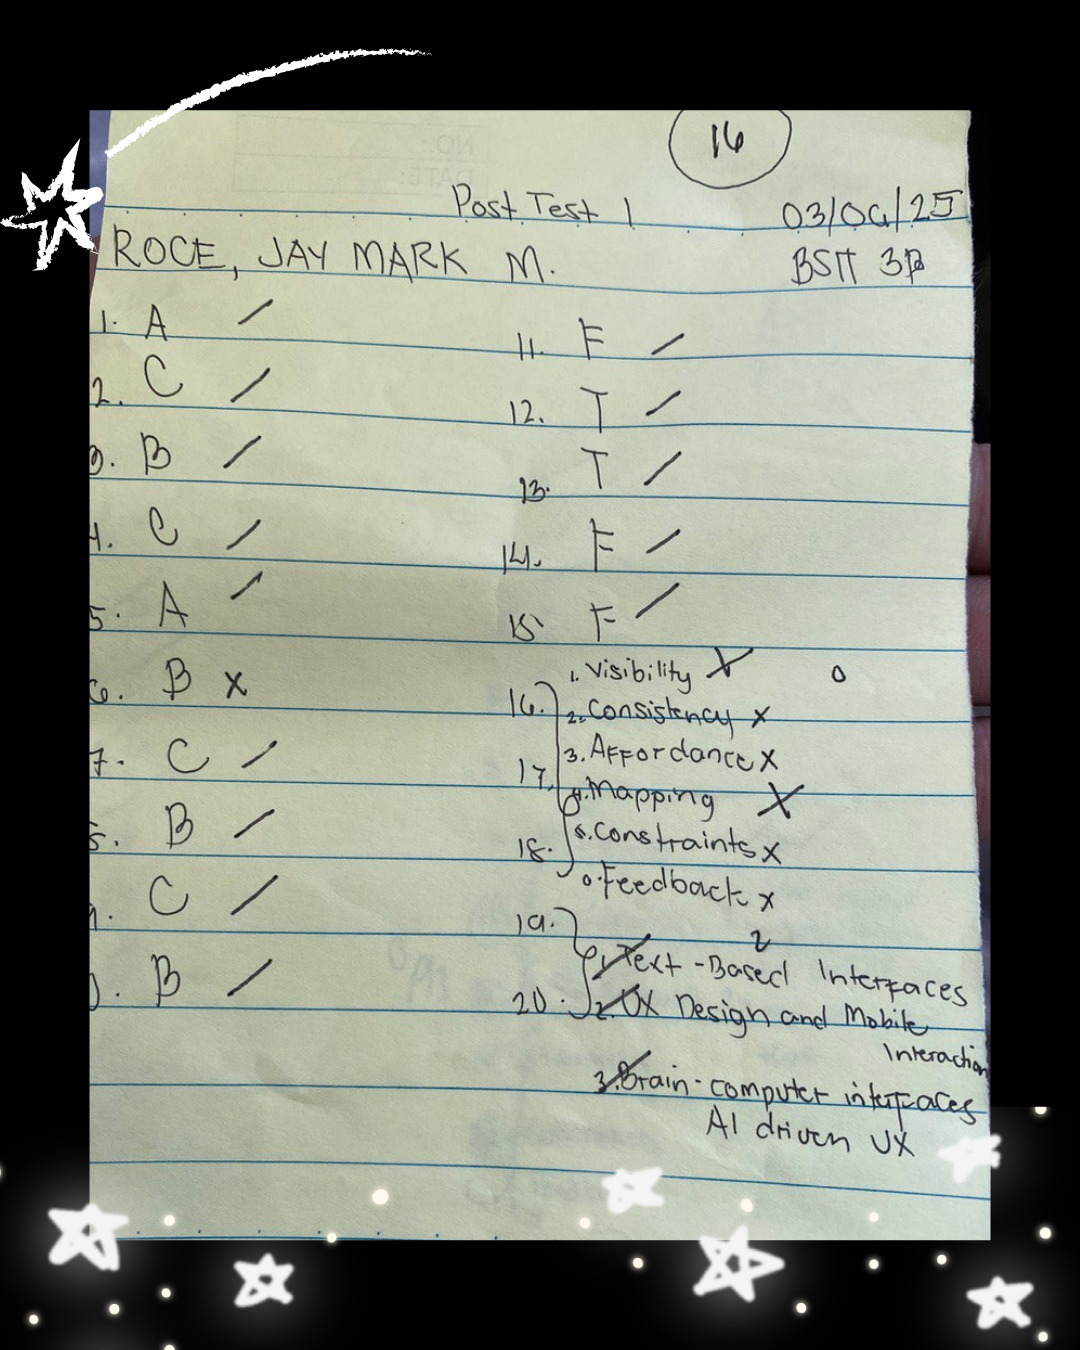 16
Post Test 1 03/06/25
ROCE, JAY MARK M. BSIT 3B
1. A /
2. C /
3. B /
4. C /
5. A /
6. B x
7. C /
8. B /
9. C /
B /
11. F /
12. T /
13. T /
14. F /
15. F /
16. 1. Visibility X 0
2. Consistency x
17. 3. Affordance x
4. Mapping X
18. 5. Constraints x
6. Feedback x
19. 2
1. Text-Based Interfaces
20. 2. UX Design and Mobile
Interaction
3. Brain-computer interfaces
AI driven UX
NO.:
DATE: